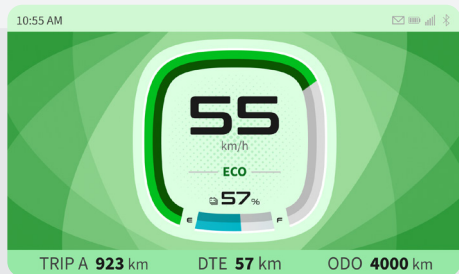 10:55 AM
55
km/h
ECO
57%
E F
TRIP A 923 km DTE 57 km ODO 4000 km